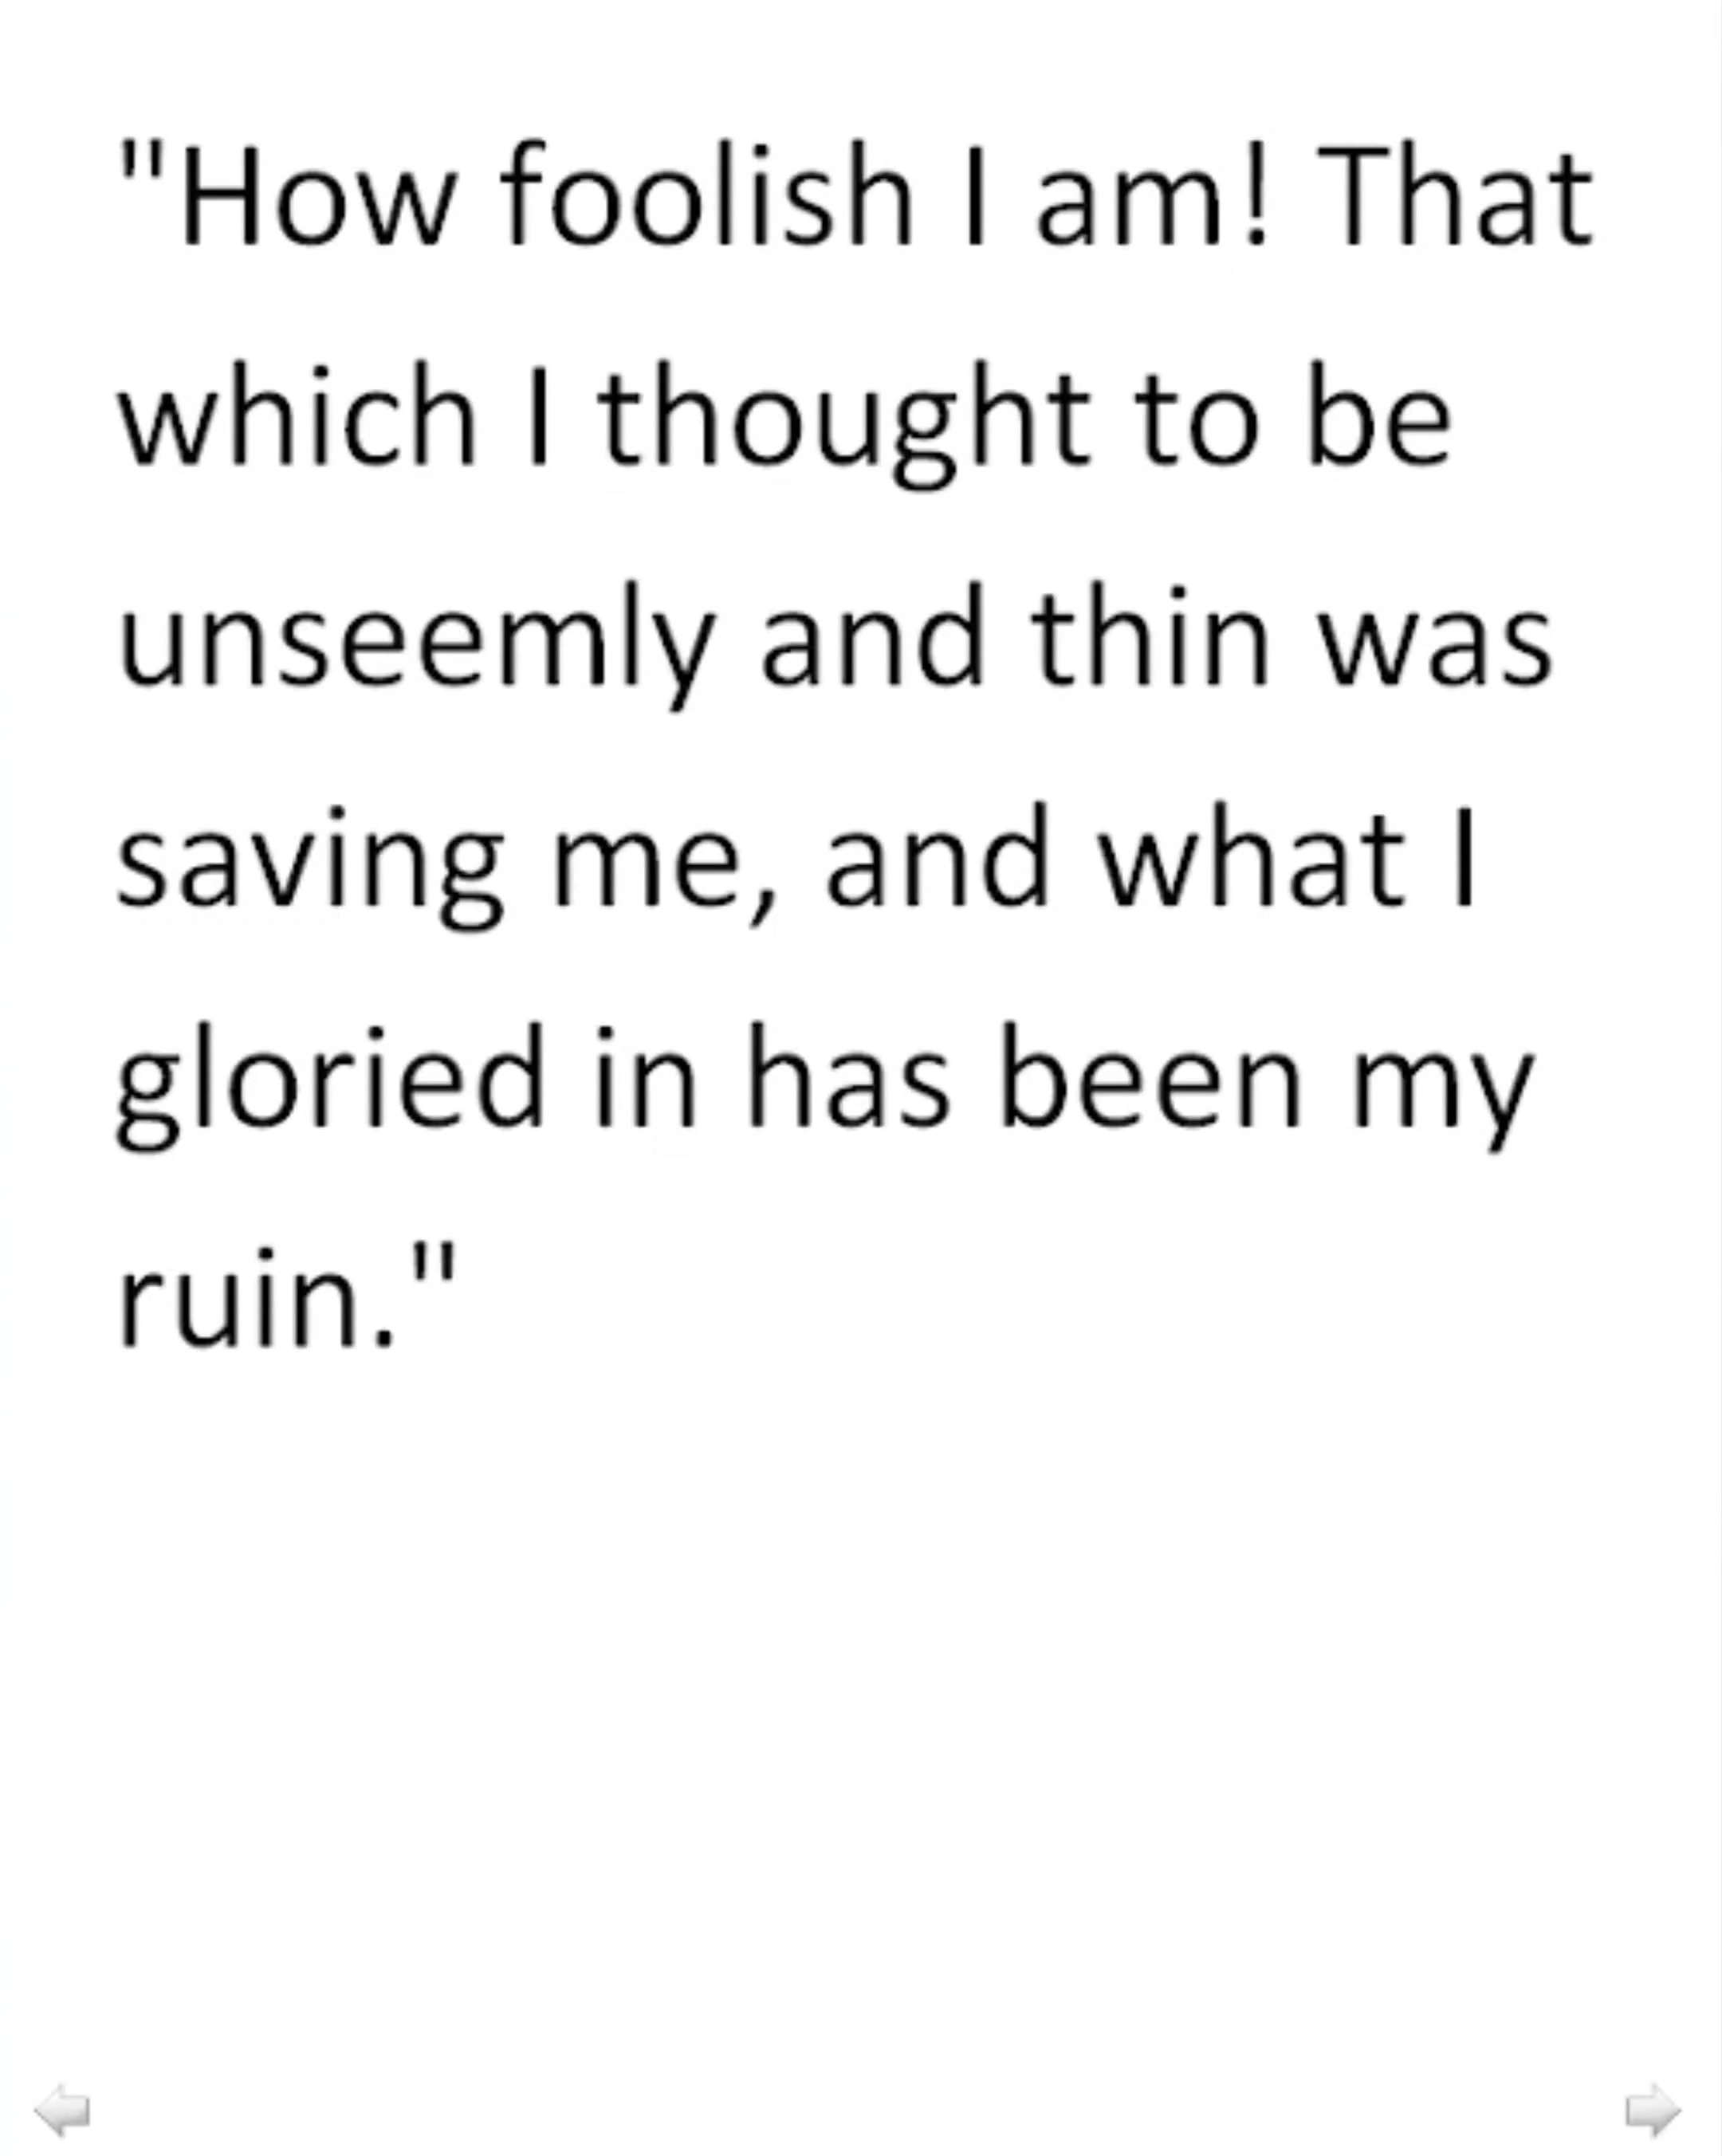 "How foolish I am! That
which I thought to be
unseemly and thin was
saving me, and what I
gloried in has been my
ruin."